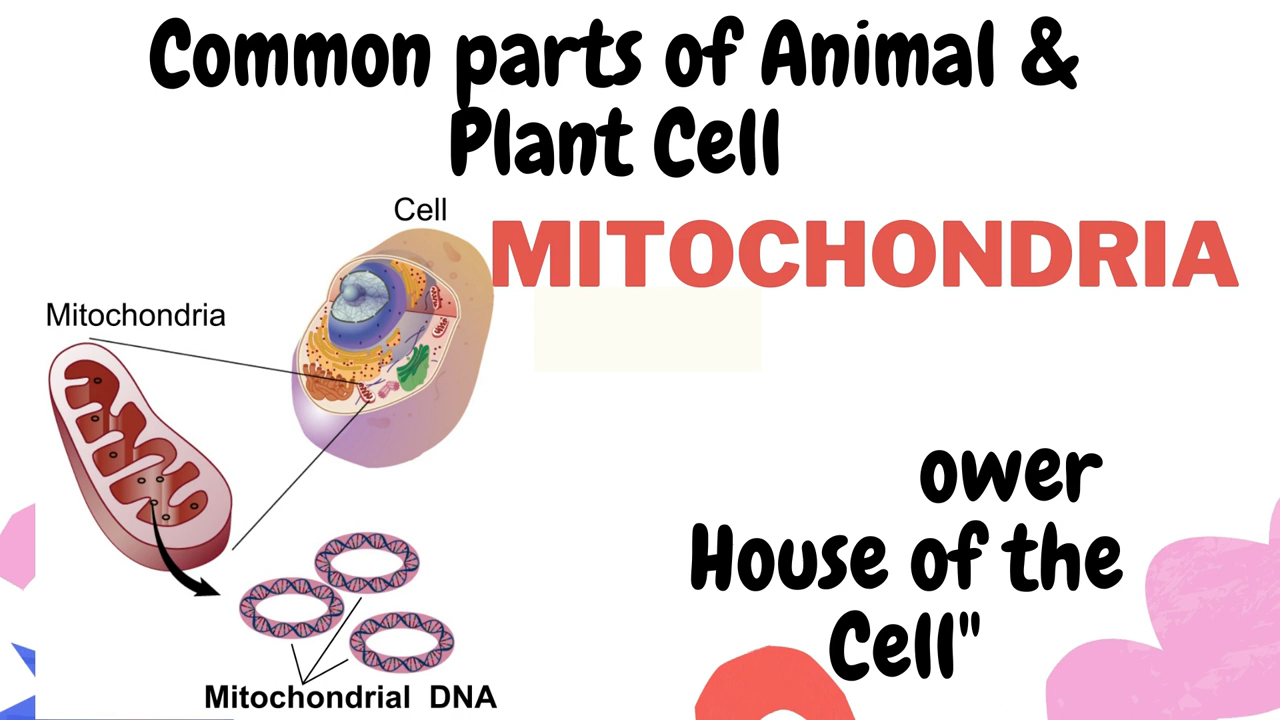 Common parts of Animal &
Plant Cell
Cell
MITOCHONDRIA
Mitochondria
ower
House of the
Cell"
Mitochondrial DNA